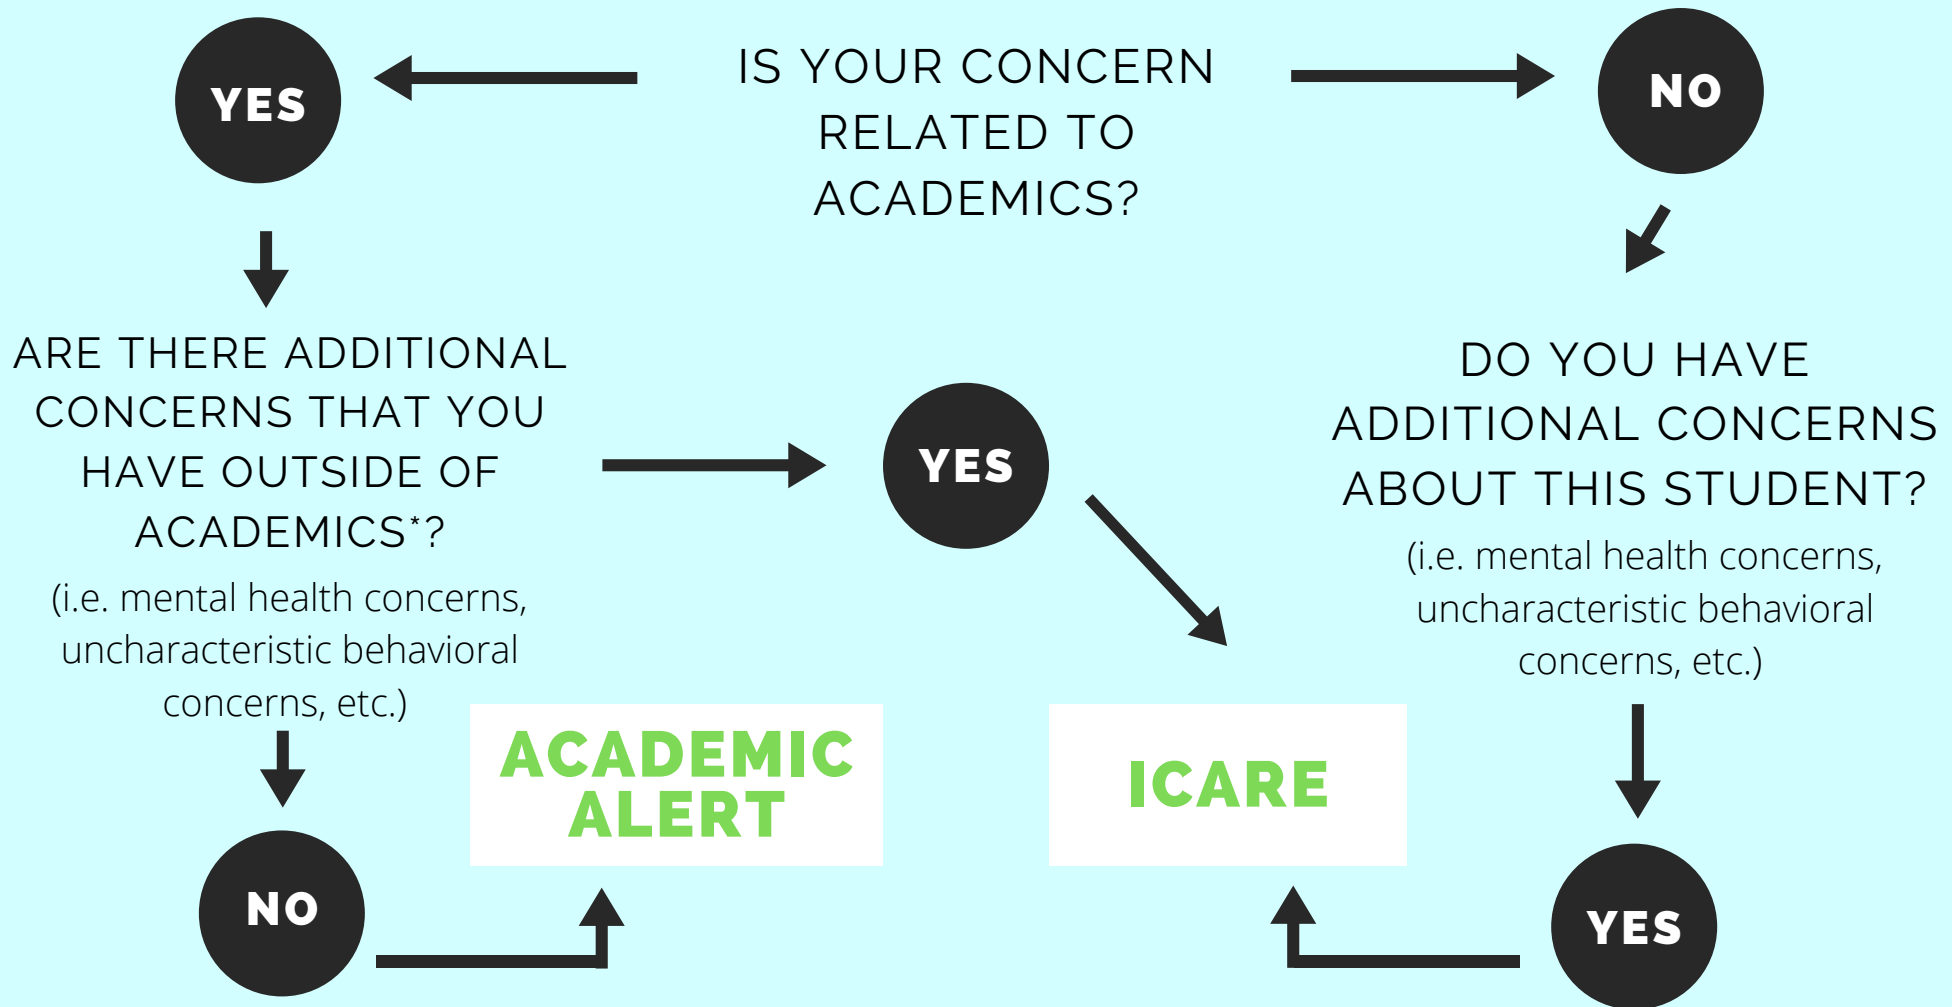 YES
IS YOUR CONCERN
RELATED TO
ACADEMICS?
NO
ARE THERE ADDITIONAL
CONCERNS THAT YOU
HAVE OUTSIDE OF
ACADEMICS*?
(i.e. mental health concerns,
uncharacteristic behavioral
concerns, etc.)
YES
DO YOU HAVE
ADDITIONAL CONCERNS
ABOUT THIS STUDENT?
(i.e. mental health concerns,
uncharacteristic behavioral
concerns, etc.)
ACADEMIC
ALERT
ICARE
NO
YES